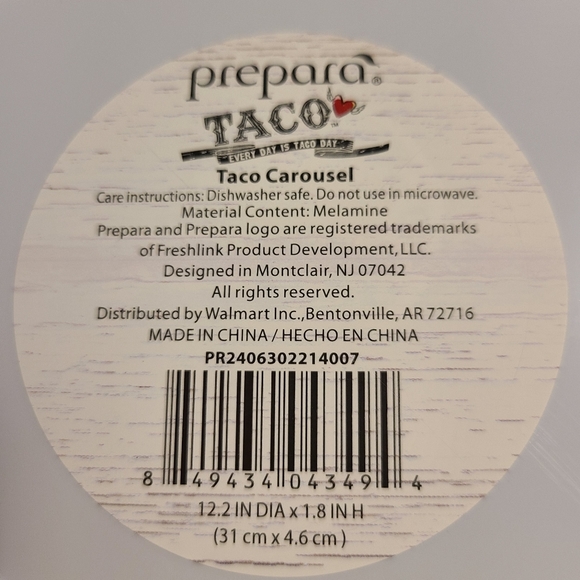 prepara®
TACO™
EVERY DAY IS TACO DAY
Taco Carousel
Care instructions: Dishwasher safe. Do not use in microwave.
Material Content: Melamine
Prepara and Prepara logo are registered trademarks
of Freshlink Product Development, LLC.
Designed in Montclair, NJ 07042
All rights reserved.
Distributed by Walmart Inc., Bentonville, AR 72716
MADE IN CHINA / HECHO EN CHINA
PR2406302214007
8 49434 04349 4
12.2 IN DIA x 1.8 IN H
(31 cm x 4.6 cm)